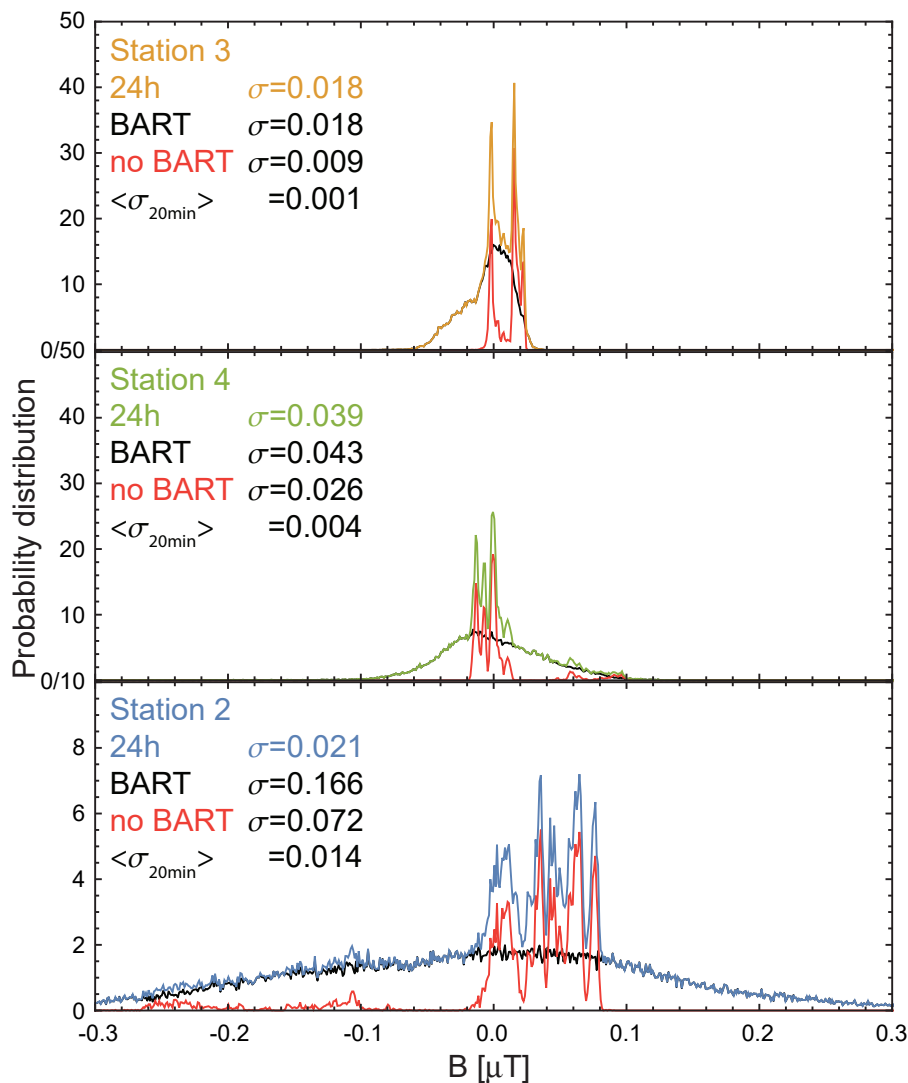 50
Station 3
40
24h σ=0.018
BART σ=0.018
30
no BART σ=0.009
<σ20min> =0.001
20
10
0/50
Station 4
40
24h σ=0.039
BART σ=0.043
30
no BART σ=0.026
<σ20min> =0.004
20
10
0/10
Station 2
8
24h σ=0.021
BART σ=0.166
6
no BART σ=0.072
<σ20min> =0.014
4
2
0
Probability distribution
-0.3 -0.2 -0.1 0.0 0.1 0.2 0.3
B [μT]